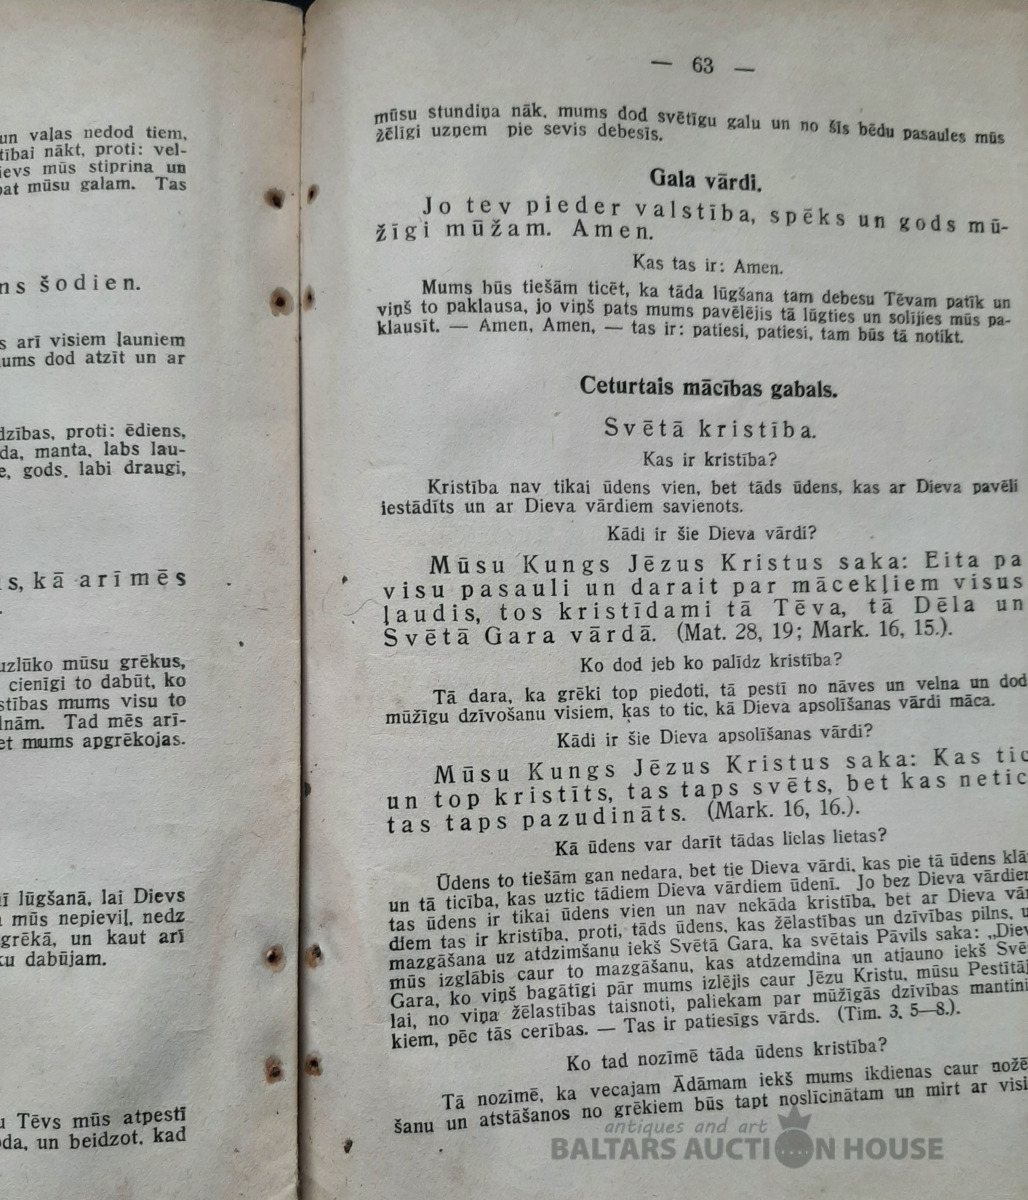 un vaļas nedod tiem,
tībai nākt, proti: vel-
ievs mūs stiprina un
pat mūsu galam. Tas
ns šodien.
s arī visiem ļauniem
ums dod atzīt un ar
dzības, proti: ēdiens,
da, manta, labs lau-
e, gods, labi draugi,
ıs, kā arī mēs
uzlūko mūsu grēkus,
cienīgi to dabūt, ko
stības mums visu to
lnām. Tad mēs arī-
et mums apgrēkojas.
ī lūgšanā, lai Dievs
mūs nepieviļ, nedz
grēkā, un kaut arī
ku dabūjam.
u Tēvs mūs atpestī
oda, un beidzot, kad
— 63 —
mūsu stundiņa nāk, mums dod svētīgu galu un no šīs bēdu pasaules mūs
žēlīgi uzņem pie sevis debesīs.
Gala vārdi.
Jo tev pieder valstība, spēks un gods mū-
žīgi mūžam. Amen.
Kas tas ir: Amen.
Mums būs tiešām ticēt, ka tāda lūgšana tam debesu Tēvam patīk un
viņš to paklausa, jo viņš pats mums pavēlējis tā lūgties un solījies mūs pa-
klausīt. — Amen, Amen, — tas ir: patiesi, patiesi, tam būs tā notikt.
Ceturtais mācības gabals.
Svētā kristība.
Kas ir kristība?
Kristība nav tikai ūdens vien, bet tāds ūdens, kas ar Dieva pavēli
iestādīts un ar Dieva vārdiem savienots.
Kādi ir šie Dieva vārdi?
Mūsu Kungs Jēzus Kristus saka: Eita pa
visu pasauli un darait par mācekļiem visus
ļaudis, tos kristīdami tā Tēva, tā Dēla un
Svētā Gara vārdā. (Mat. 28, 19; Mark. 16, 15.).
Ko dod jeb ko palīdz kristība?
Tā dara, ka grēki top piedoti, tā pestī no nāves un velna un dod
mūžīgu dzīvošanu visiem, kas to tic, kā Dieva apsolīšanas vārdi māca.
Kādi ir šie Dieva apsolīšanas vārdi?
Mūsu Kungs Jēzus Kristus saka: Kas tic
un top kristīts, tas taps svēts, bet kas netic
tas taps pazudināts. (Mark. 16, 16.).
Kā ūdens var darīt tādas lielas lietas?
Ūdens to tiešām gan nedara, bet tie Dieva vārdi, kas pie tā ūdens klā
un tā ticība, kas uztic tādiem Dieva vārdiem ūdenī. Jo bez Dieva vārdiem
tas ūdens ir tikai ūdens vien un nav nekāda kristība, bet ar Dieva vār
diem tas ir kristība, proti, tāds ūdens, kas žēlastības un dzīvības pilns, u
mazgāšana uz atdzimšanu iekš Svētā Gara, ka svētais Pāvils saka: „Diev
mūs izglābis caur to mazgāšanu, kas atdzemdina un atjauno iekš Svē
Gara, ko viņš bagātīgi pār mums izlējis caur Jēzu Kristu, mūsu Pestītāj
lai, no viņa žēlastības taisnoti, paliekam par mūžīgās dzīvības mantini
kiem, pēc tās cerības. — Tas ir patiesīgs vārds. (Tim. 3, 5—8.).
Ko tad nozīmē tāda ūdens kristība?
Tā nozīmē, ka vecajam Ādāmam iekš mums ikdienas caur nožē
šanu un atstāšanos no grēkiem būs tapt noslīcinātam un mirt ar visi
antiques and art
BALTARS AUCTION HOUSE